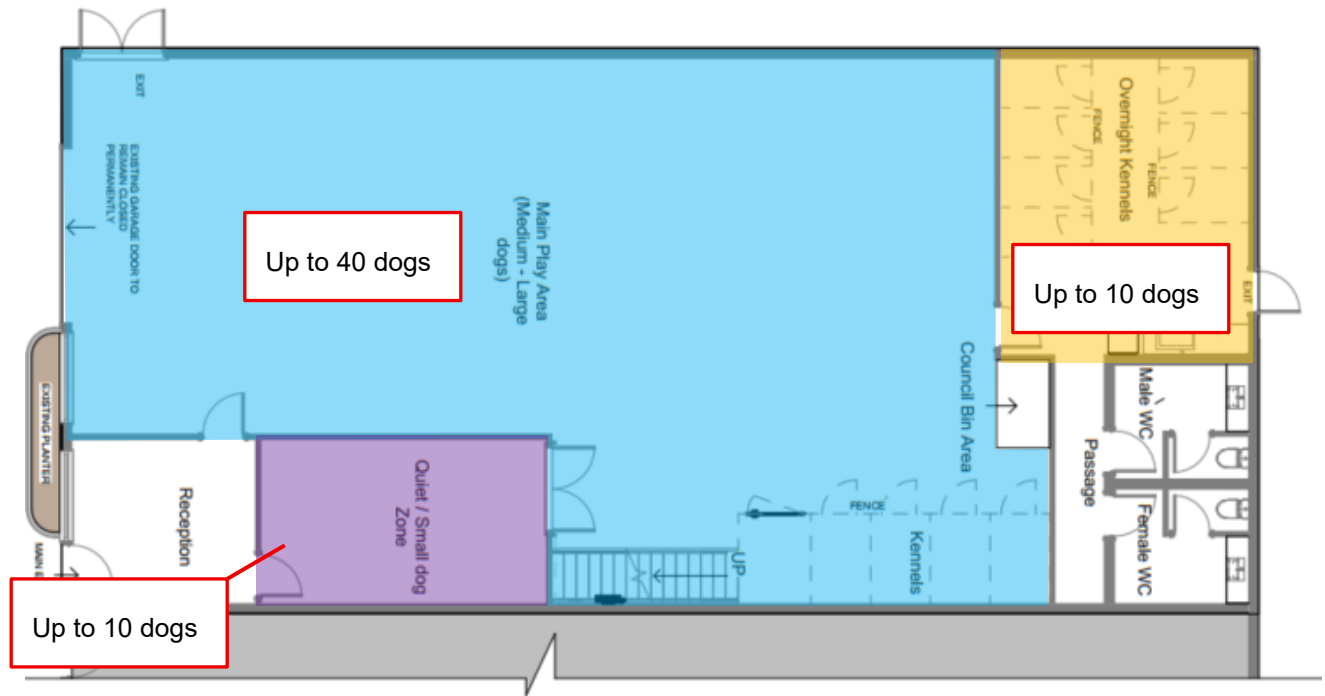 EXIT
EXISTING GARAGE DOOR TO
REMAIN CLOSED
PERMANENTLY
Up to 40 dogs
Main Play Area
(Medium - Large
dogs)
Overnight Kennels
FENCE
FENCE
Up to 10 dogs
EXIT
Council Bin Area
Male WC
Passage
Female WC
EXISTING PLANTER
Reception
Quiet / Small dog
Zone
FENCE
Kennels
UP
MAIN E
Up to 10 dogs